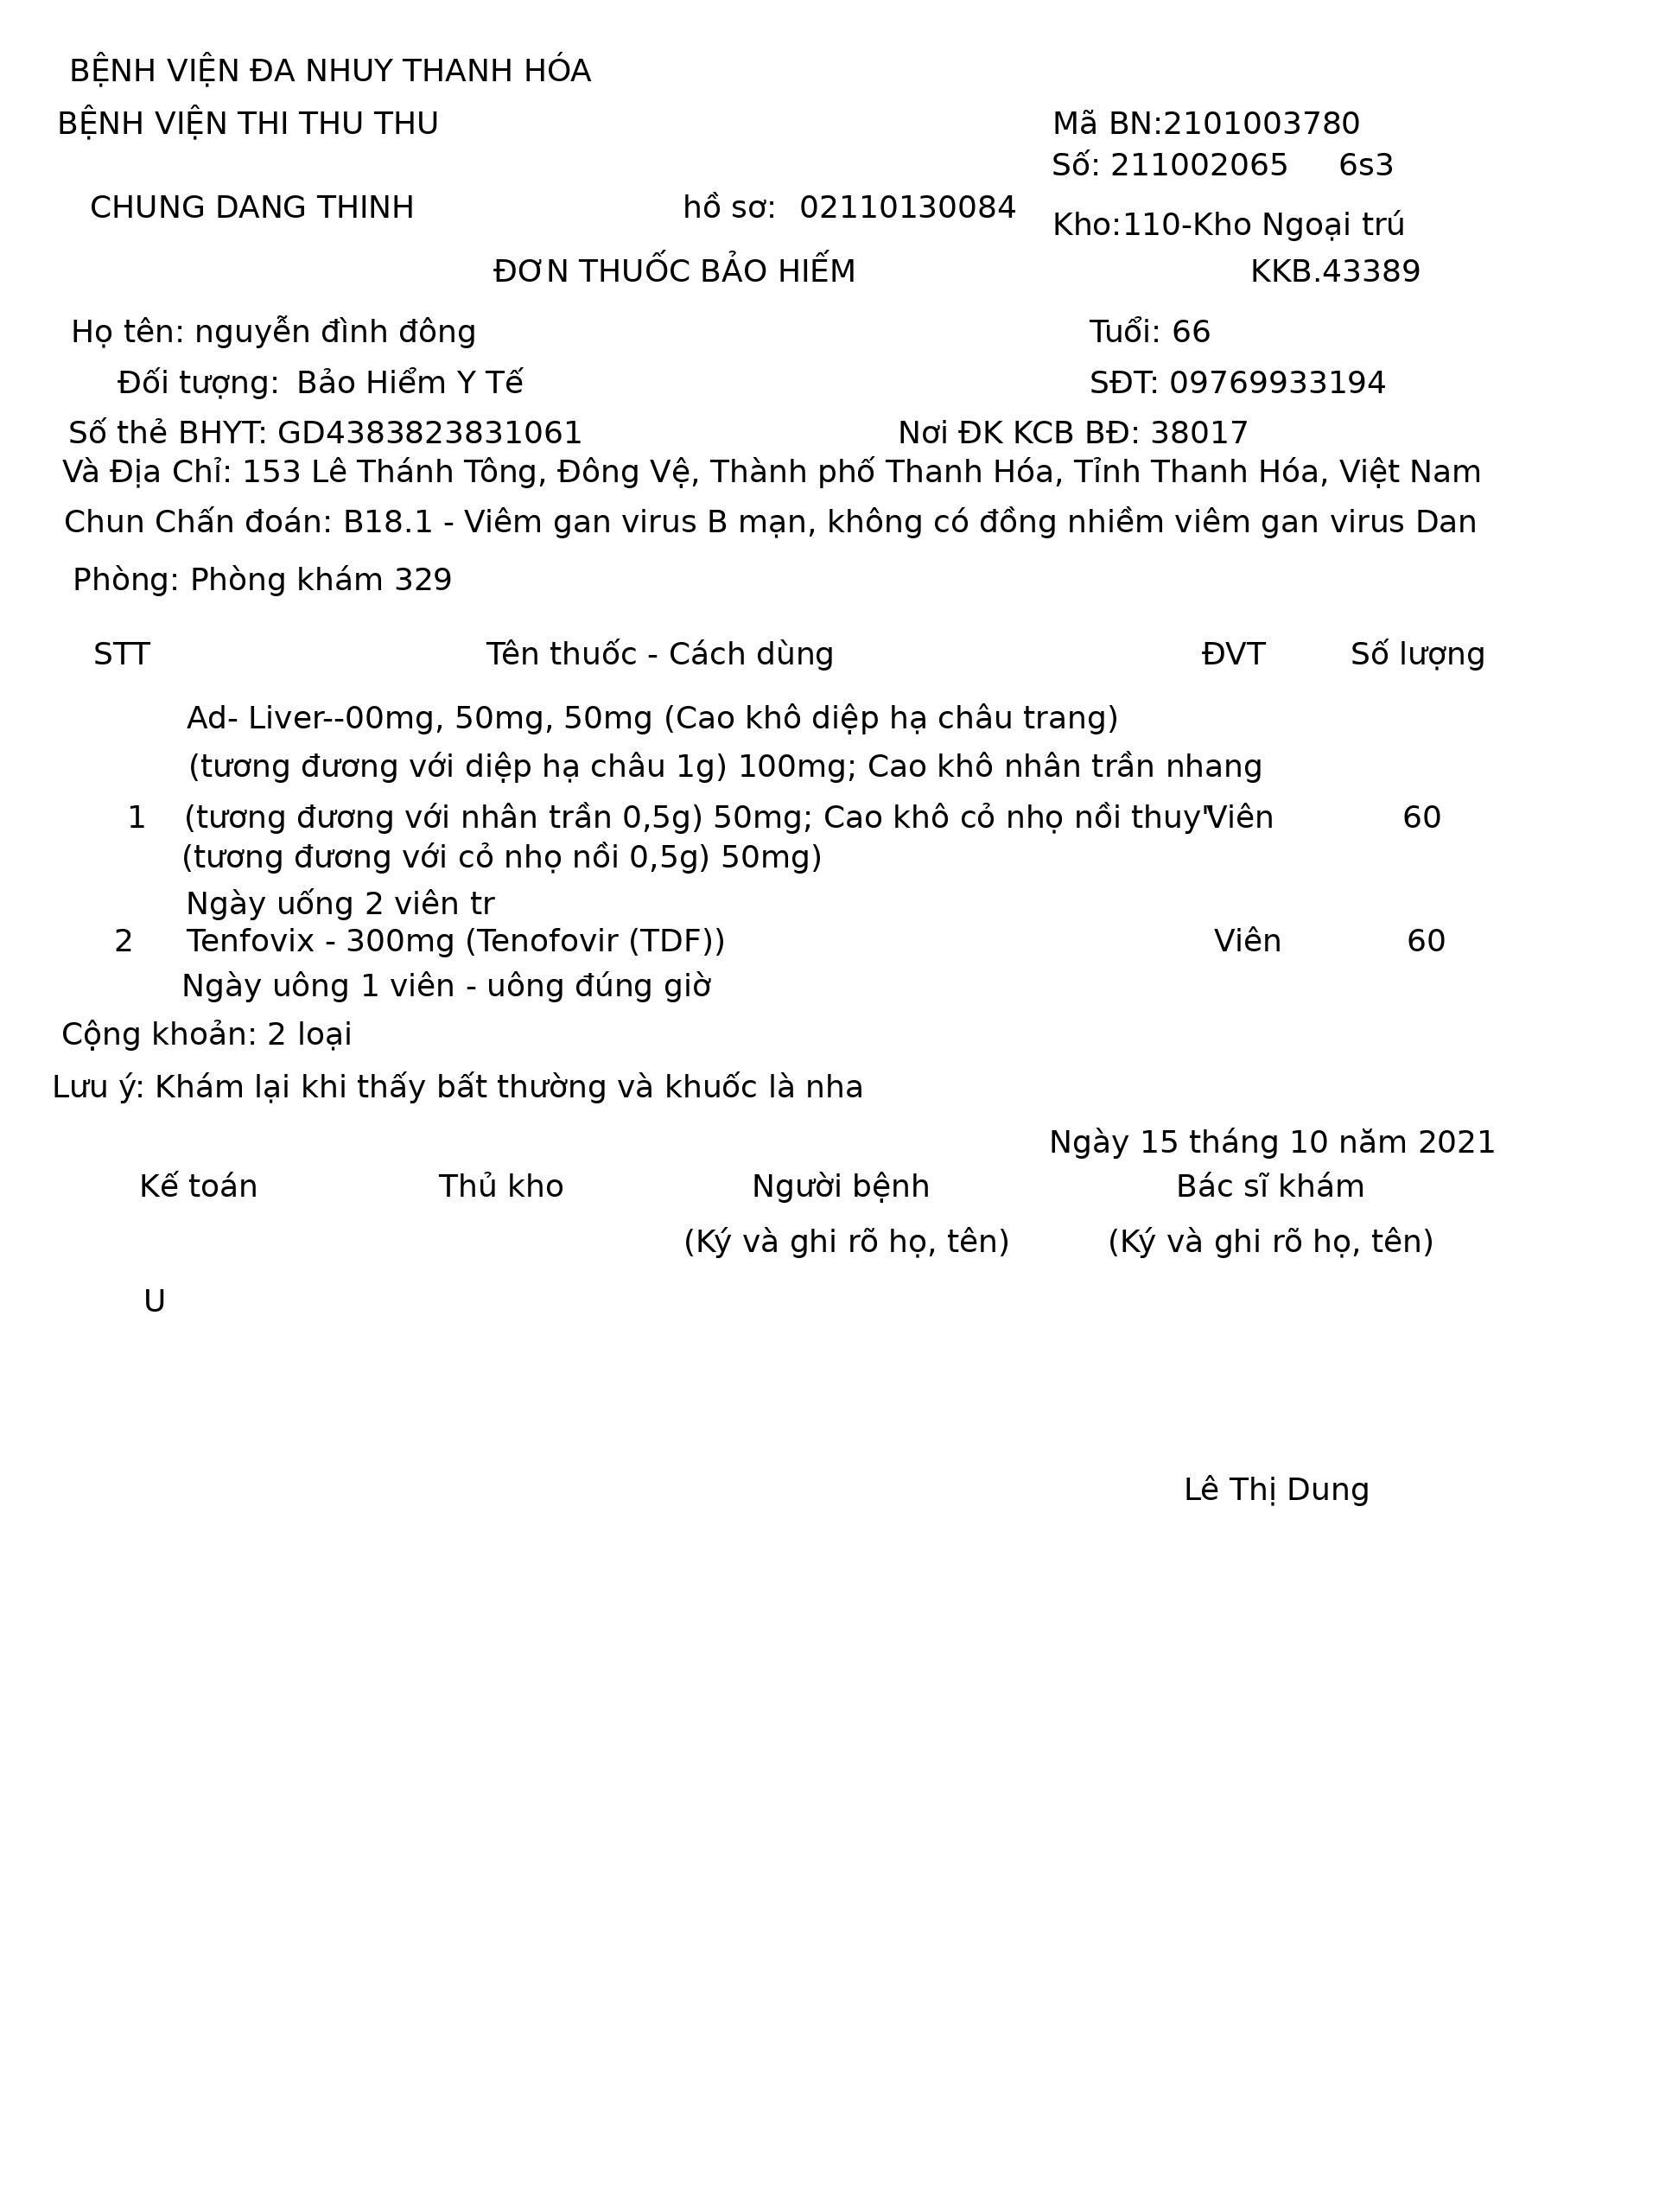 BỆNH VIỆN ĐA NHUY THANH HÓA
BỆNH VIỆN THI THU THU Mã BN:2101003780
Số: 211002065 6s3
CHUNG DANG THINH hồ sơ: 02110130084
Kho:110-Kho Ngoại trú
ĐƠN THUỐC BẢO HIẾM KKB.43389
Họ tên: nguyễn đình đông Tuổi: 66
Đối tượng: Bảo Hiểm Y Tế SĐT: 09769933194
Số thẻ BHYT: GD4383823831061 Nơi ĐK KCB BĐ: 38017
Và Địa Chỉ: 153 Lê Thánh Tông, Đông Vệ, Thành phố Thanh Hóa, Tỉnh Thanh Hóa, Việt Nam
Chun Chấn đoán: B18.1 - Viêm gan virus B mạn, không có đồng nhiềm viêm gan virus Dan
Phòng: Phòng khám 329
STT Tên thuốc - Cách dùng ĐVT Số lượng
Ad- Liver--00mg, 50mg, 50mg (Cao khô diệp hạ châu trang)
(tương đương với diệp hạ châu 1g) 100mg; Cao khô nhân trần nhang
1 (tương đương với nhân trần 0,5g) 50mg; Cao khô cỏ nhọ nồi thuy" Viên 60
(tương đương với cỏ nhọ nồi 0,5g) 50mg)
Ngày uống 2 viên tr
2 Tenfovix - 300mg (Tenofovir (TDF)) Viên 60
Ngày uông 1 viên - uông đúng giờ
Cộng khoản: 2 loại
Lưu ý: Khám lại khi thấy bất thường và khuốc là nha
Ngày 15 tháng 10 năm 2021
Kế toán Thủ kho Người bệnh Bác sĩ khám
(Ký và ghi rõ họ, tên) (Ký và ghi rõ họ, tên)
U
Lê Thị Dung